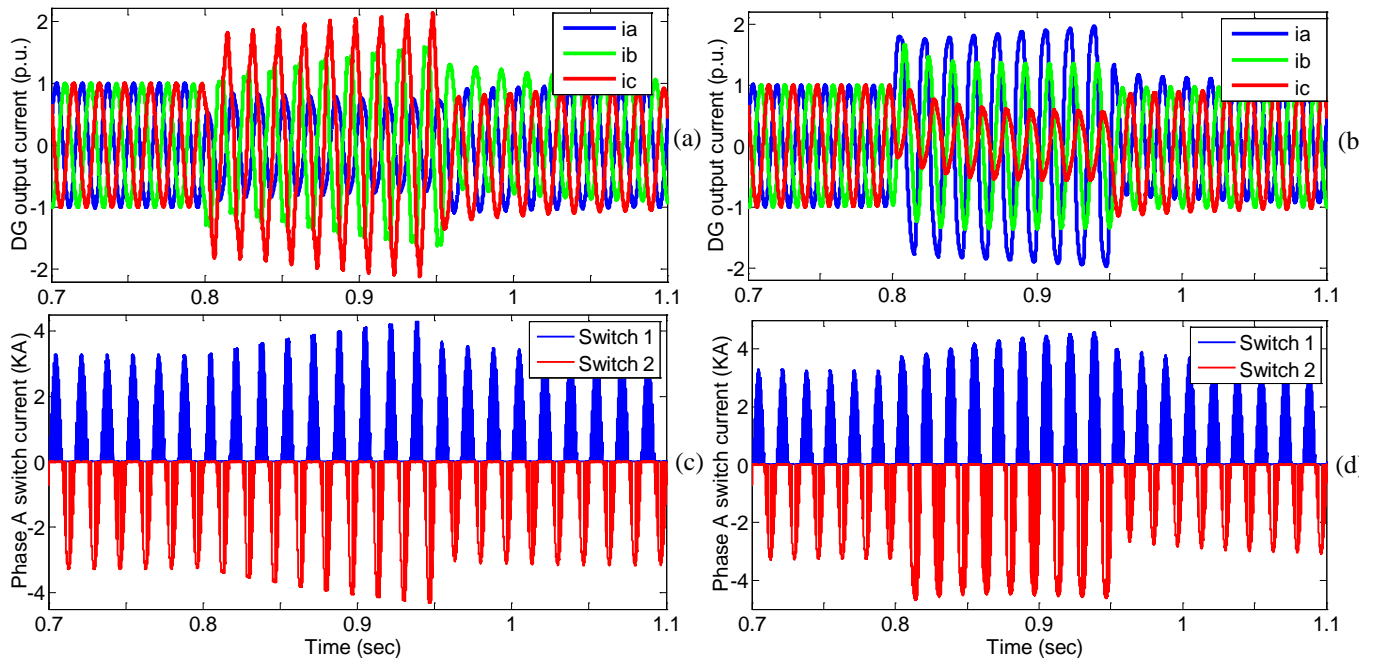 DG output current (p.u.)
2
1
0
-1
-2
ia
ib
ic
0.7
0.8
0.9
1
1.1
(a)
DG output current (p.u.)
2
1
0
-1
-2
ia
ib
ic
0.7
0.8
0.9
1
1.1
(b
Phase A switch current (KA)
4
2
0
-2
-4
Switch 1
Switch 2
0.7
0.8
0.9
1
1.1
Time (sec)
(c)
Phase A switch current (KA)
4
2
0
-2
-4
Switch 1
Switch 2
0.7
0.8
0.9
1
1.1
Time (sec)
(d)